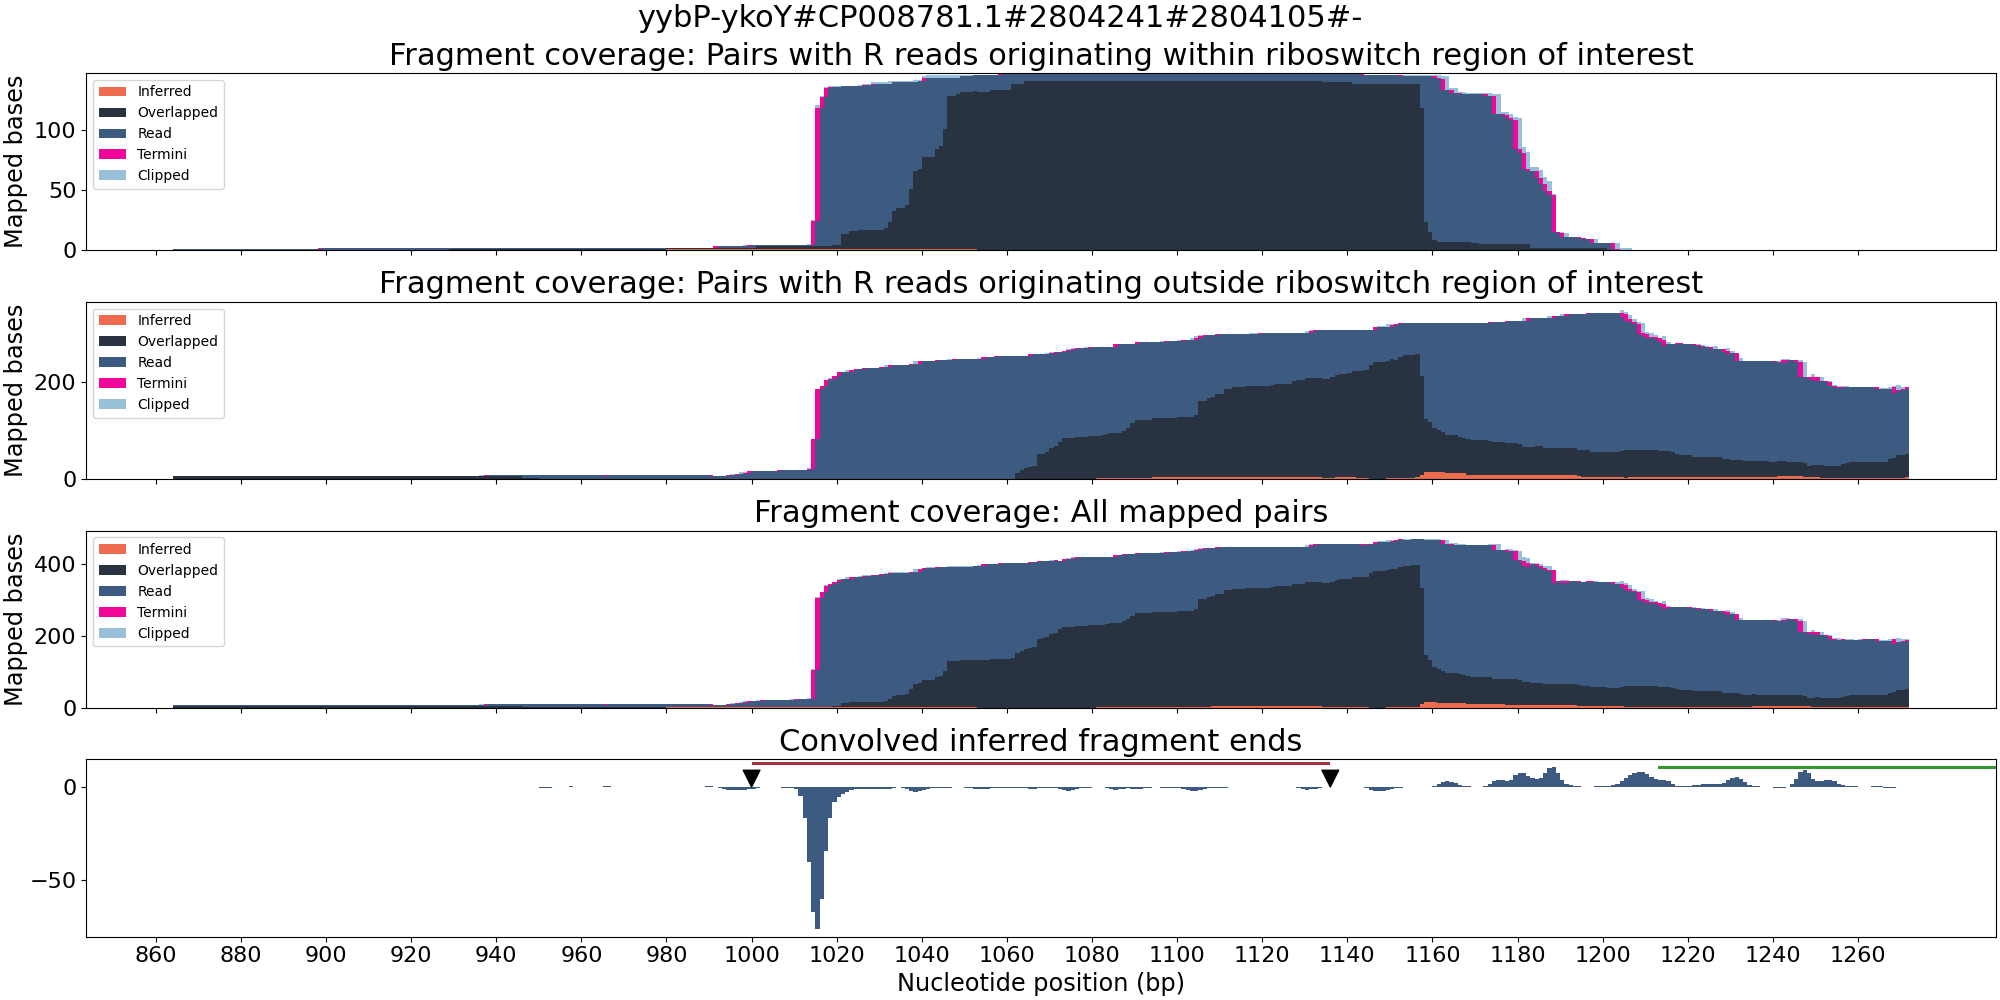 yybP-ykoY#CP008781.1#2804241#2804105#-
Fragment coverage: Pairs with R reads originating within riboswitch region of interest
Mapped bases
100
50
0
Inferred
Overlapped
Read
Termini
Clipped
Fragment coverage: Pairs with R reads originating outside riboswitch region of interest
Mapped bases
200
0
Inferred
Overlapped
Read
Termini
Clipped
Fragment coverage: All mapped pairs
Mapped bases
400
200
0
Inferred
Overlapped
Read
Termini
Clipped
Convolved inferred fragment ends
0
−50
860 880 900 920 940 960 980 1000 1020 1040 1060 1080 1100 1120 1140 1160 1180 1200 1220 1240 1260
Nucleotide position (bp)